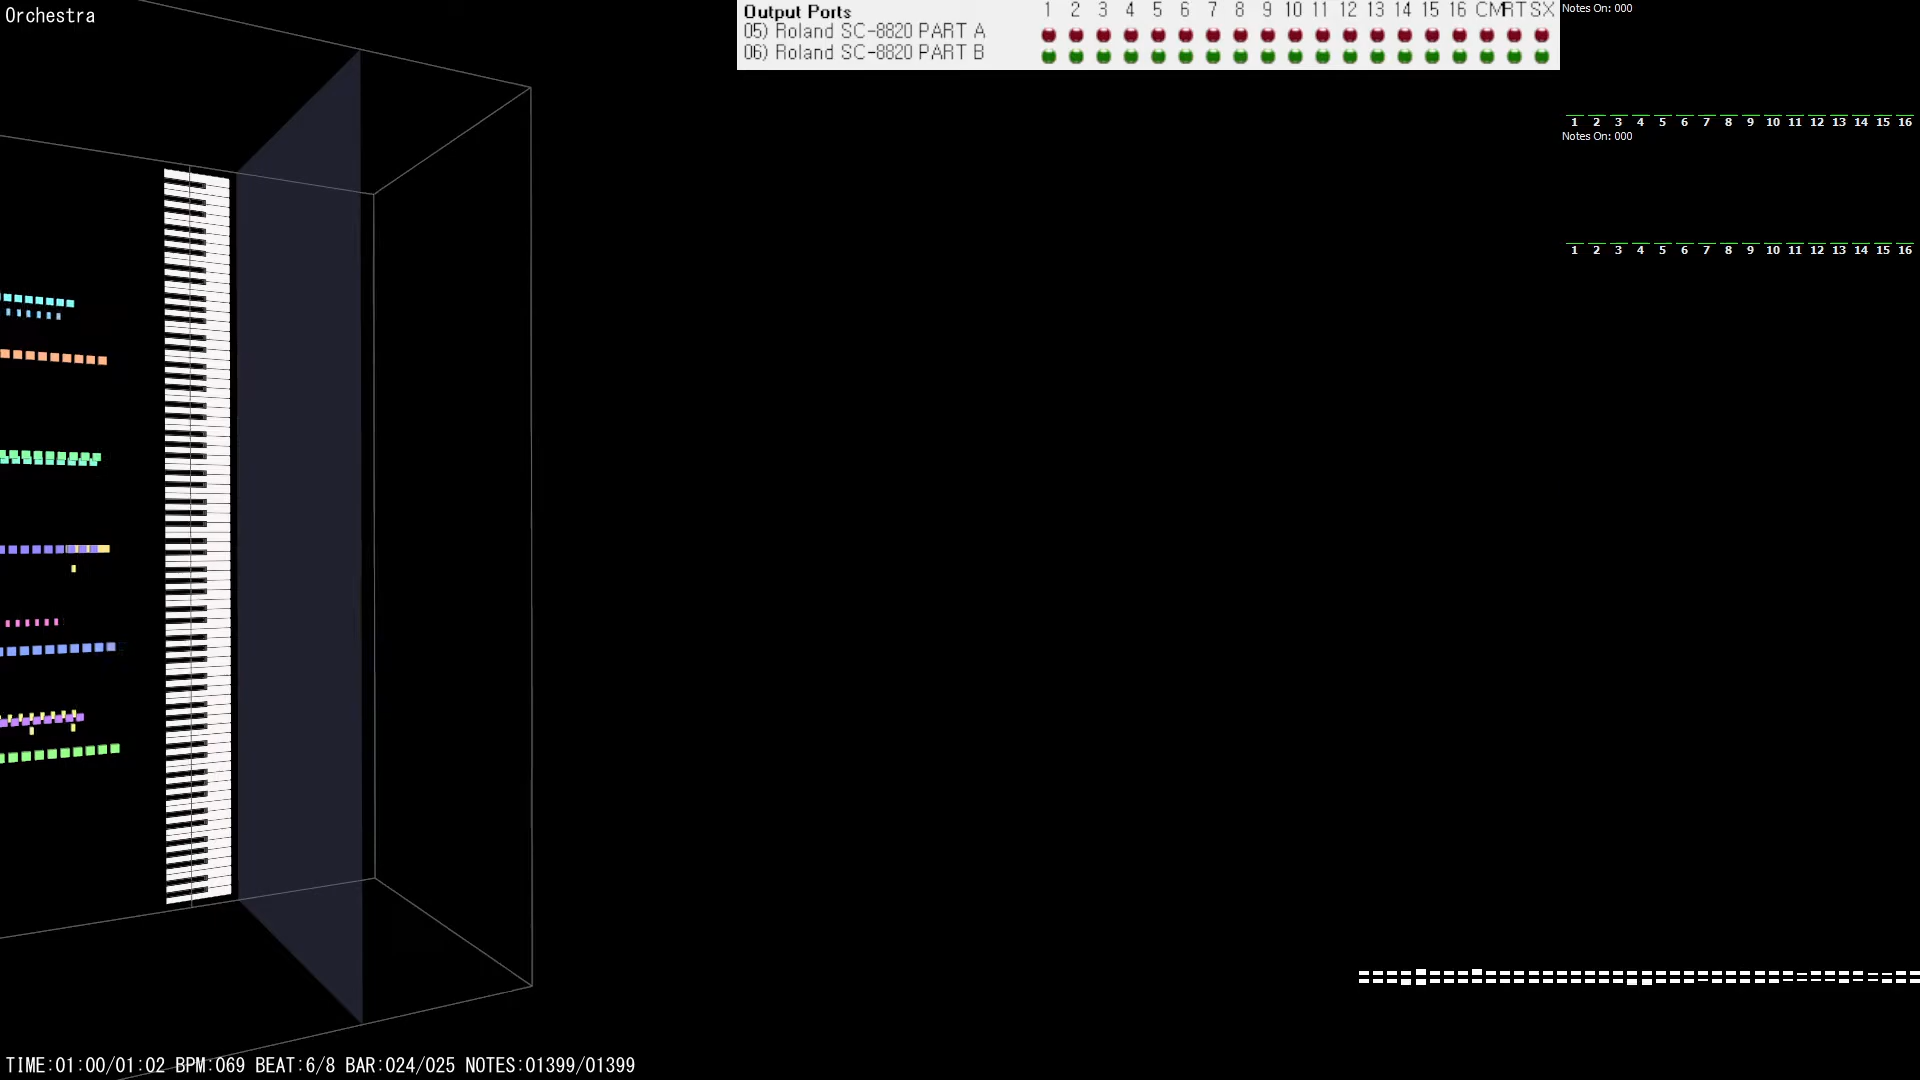 Orchestra
Output Ports 1 2 3 4 5 6 7 8 9 10 11 12 13 14 15 16 CM RT SX
05) Roland SC-8820 PART A
06) Roland SC-8820 PART B
Notes On: 000
1 2 3 4 5 6 7 8 9 10 11 12 13 14 15 16
Notes On: 000
1 2 3 4 5 6 7 8 9 10 11 12 13 14 15 16
TIME:01:00/01:02 BPM:069 BEAT:6/8 BAR:024/025 NOTES:01399/01399